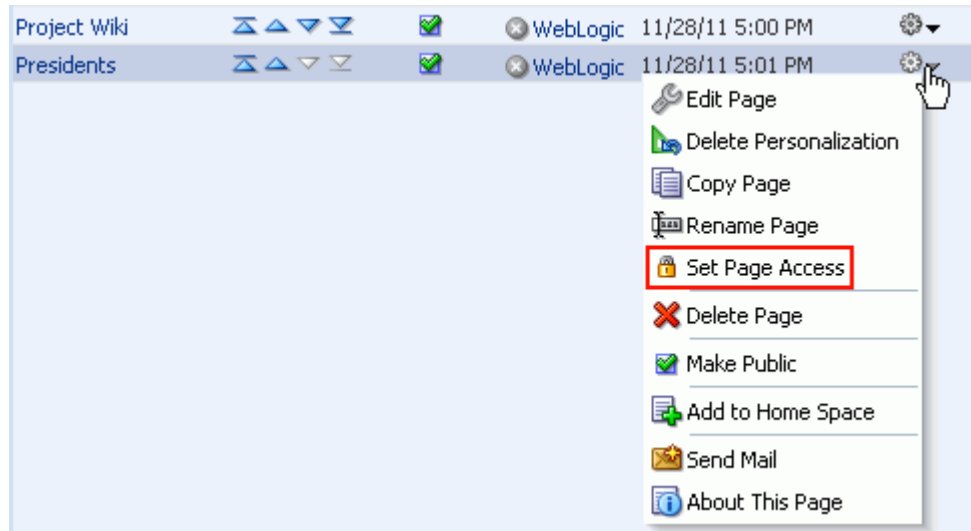 Project Wiki WebLogic 11/28/11 5:00 PM
Presidents WebLogic 11/28/11 5:01 PM
Edit Page
Delete Personalization
Copy Page
Rename Page
Set Page Access
Delete Page
Make Public
Add to Home Space
Send Mail
About This Page